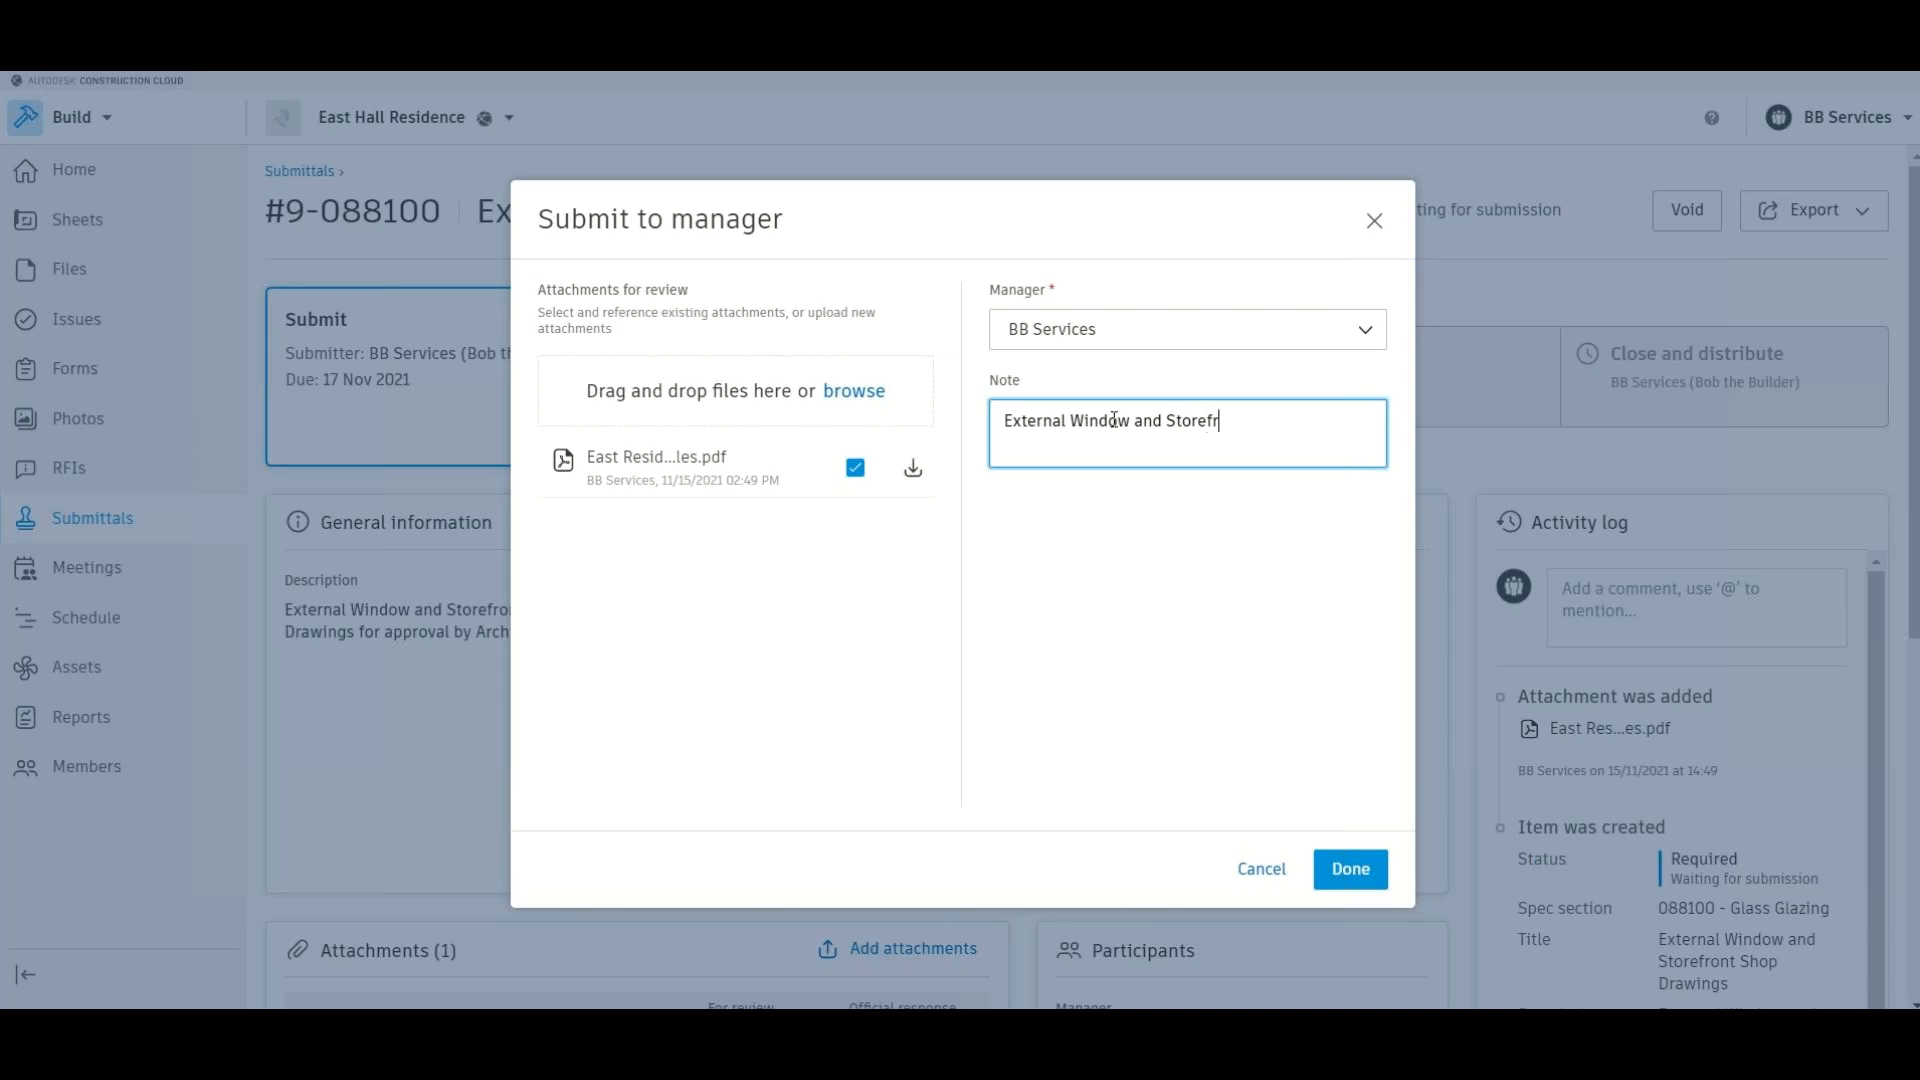 AUTODESK CONSTRUCTION CLOUD
Build
East Hall Residence
BB Services
Home
Sheets
Files
Issues
Forms
Photos
RFIs
Submittals
Meetings
Schedule
Assets
Reports
Members
Submittals ›
#9-088100
Ex
ting for submission
Void
Export
Submit
Submitter: BB Services (Bob th
Due: 17 Nov 2021
Close and distribute
BB Services (Bob the Builder)
General information
Description
External Window and Storefro
Drawings for approval by Arch
Submit to manager
Attachments for review
Select and reference existing attachments, or upload new
attachments
Drag and drop files here or browse
East Resid...les.pdf
BB Services, 11/15/2021 02:49 PM
Manager *
BB Services
Note
External Window and Storefr
Cancel
Done
Activity log
Add a comment, use ‘@’ to
mention...
Attachment was added
East Res...es.pdf
BB Services on 15/11/2021 at 14:49
Item was created
Status
Required
Waiting for submission
Spec section
088100 - Glass Glazing
Title
External Window and
Storefront Shop
Drawings
Attachments (1)
Add attachments
For review
Official response
Participants
Manager